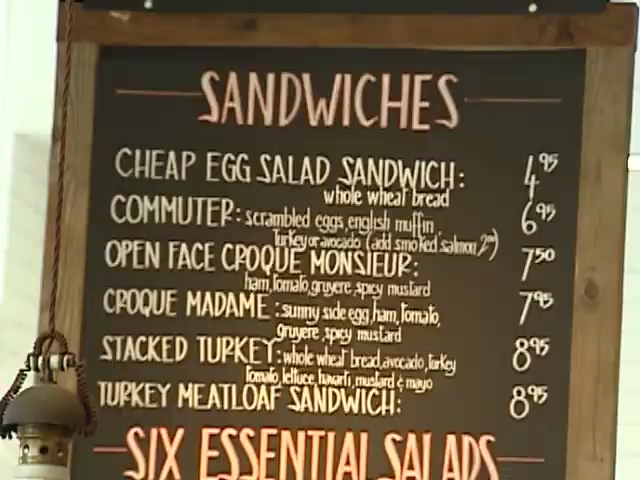 SANDWICHES
CHEAP EGG SALAD SANDWICH: 4 95
whole wheat bread
COMMUTER: scrambled eggs, english muffin 6 95
Turkey or avocado (add smoked salmon 2 00)
OPEN FACE CROQUE MONSIEUR: 7 50
ham, Tomato, gruyere, spicy mustard
CROQUE MADAME: sunny side egg, ham, Tomato, 7 95
gruyere, spicy mustard
STACKED TURKEY: whole wheat bread, avocado, Turkey 8 95
Tomato, lettuce, havarti, mustard & mayo
TURKEY MEATLOAF SANDWICH: 8 95
SIX ESSENTIAL SALADS